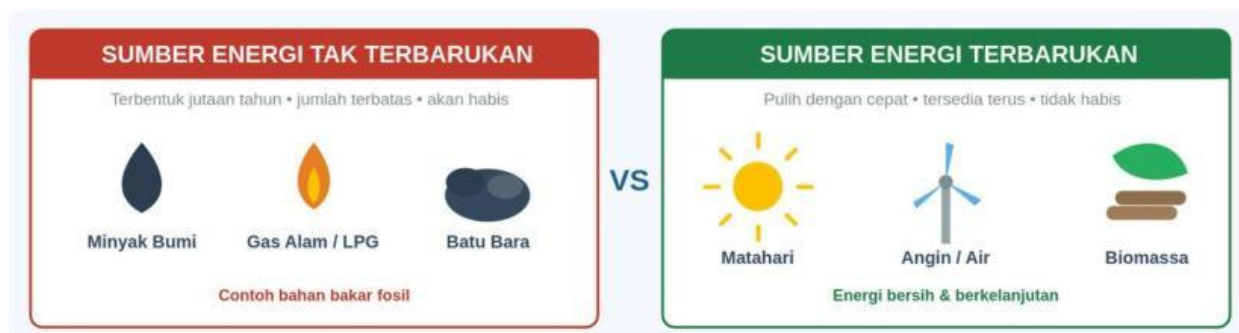 SUMBER ENERGI TAK TERBARUKAN
Terbentuk jutaan tahun • jumlah terbatas • akan habis
Minyak Bumi
Gas Alam / LPG
Batu Bara
Contoh bahan bakar fosil
VS
SUMBER ENERGI TERBARUKAN
Pulih dengan cepat • tersedia terus • tidak habis
Matahari
Angin / Air
Biomassa
Energi bersih & berkelanjutan